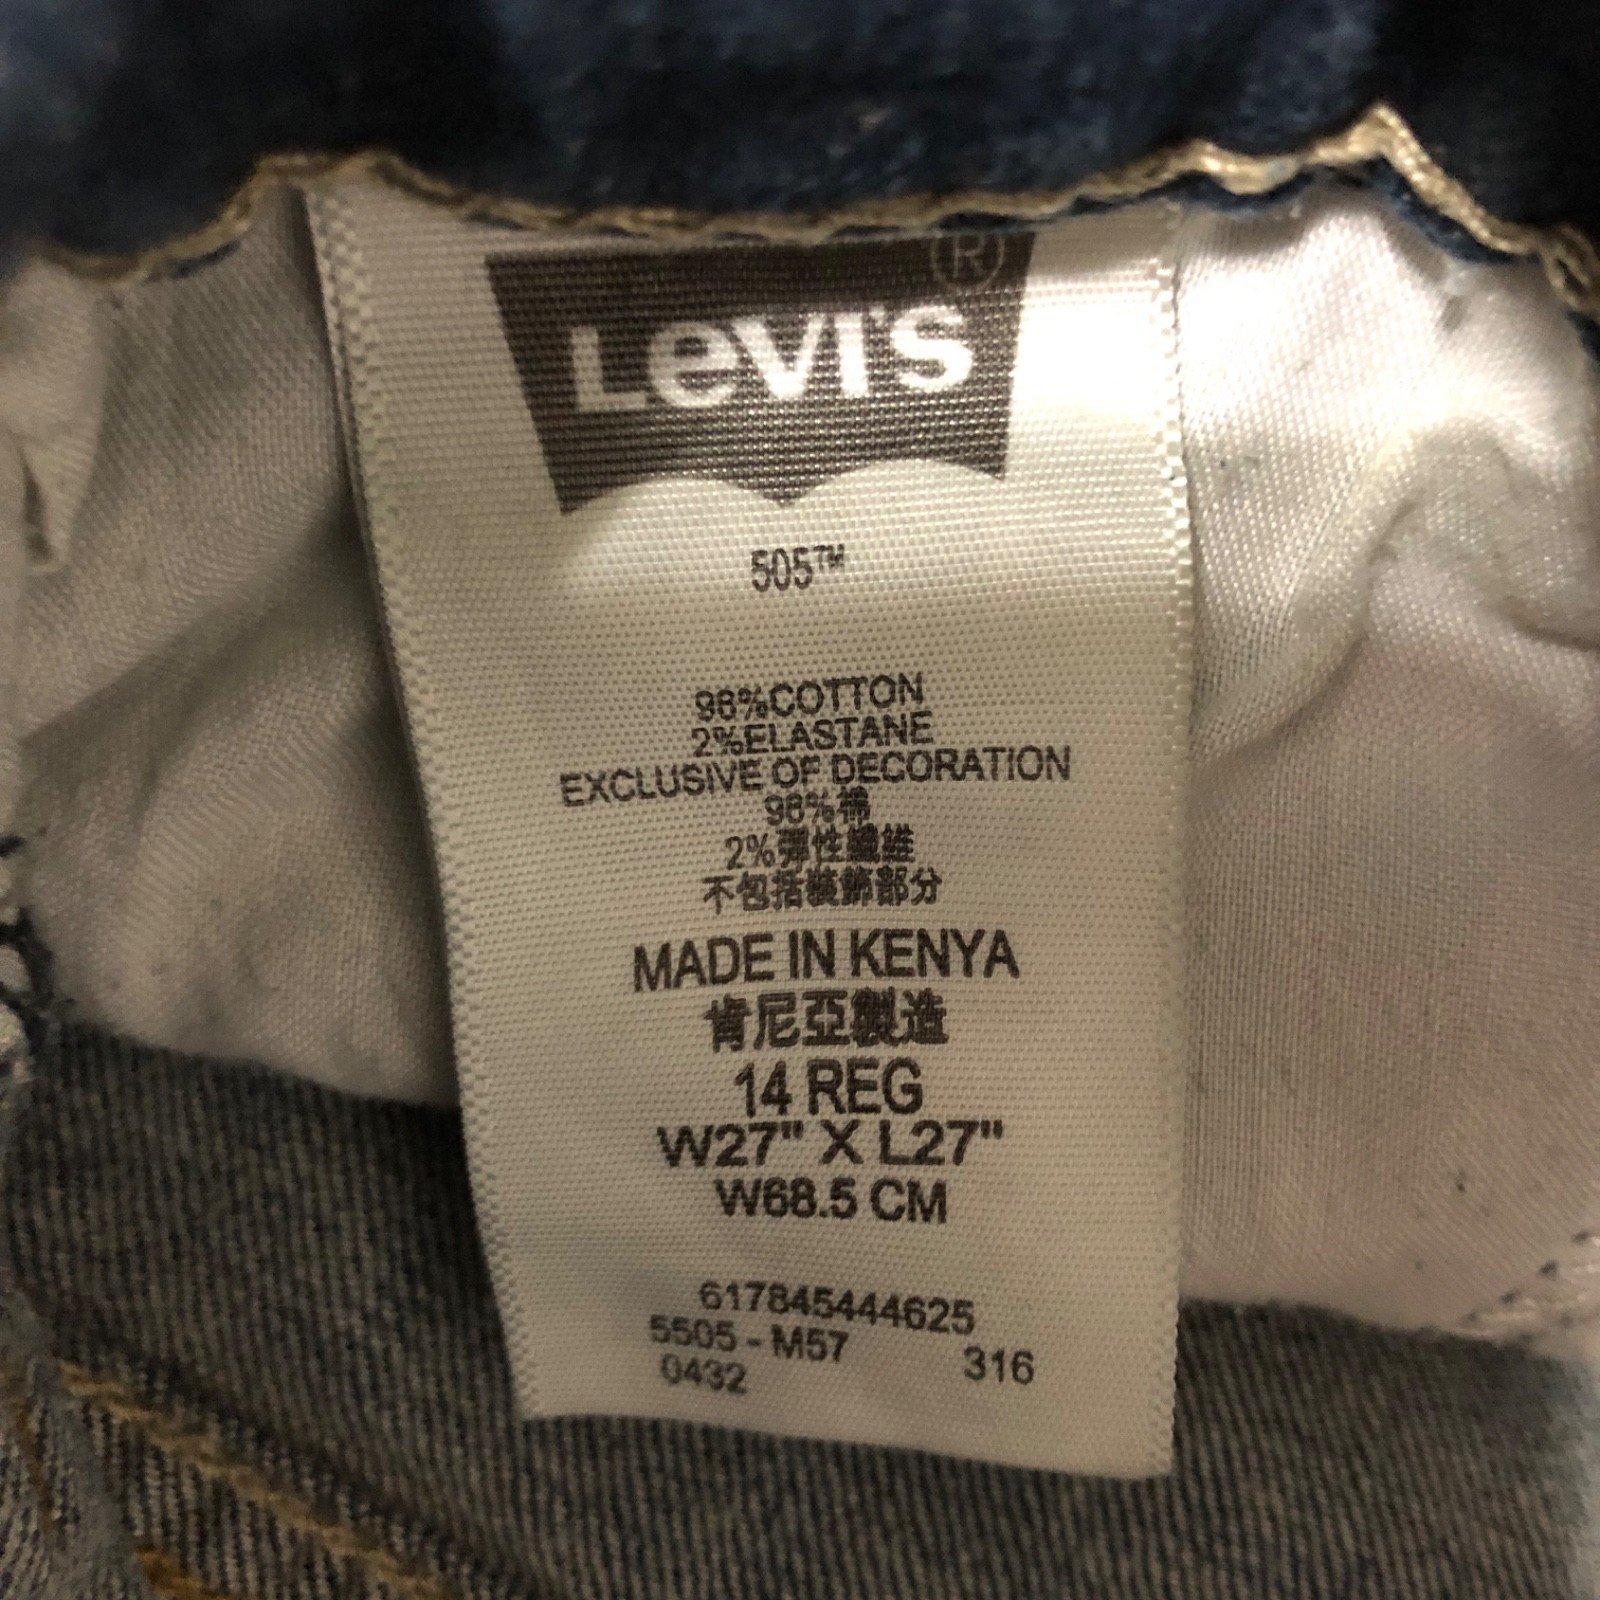 Levi's®
505™
98%COTTON
2%ELASTANE
EXCLUSIVE OF DECORATION
98%棉
2%彈性纖維
不包括裝飾部分
MADE IN KENYA
肯尼亞製造
14 REG
W27" X L27"
W68.5 CM
617845444625
5505 - M57 316
0432